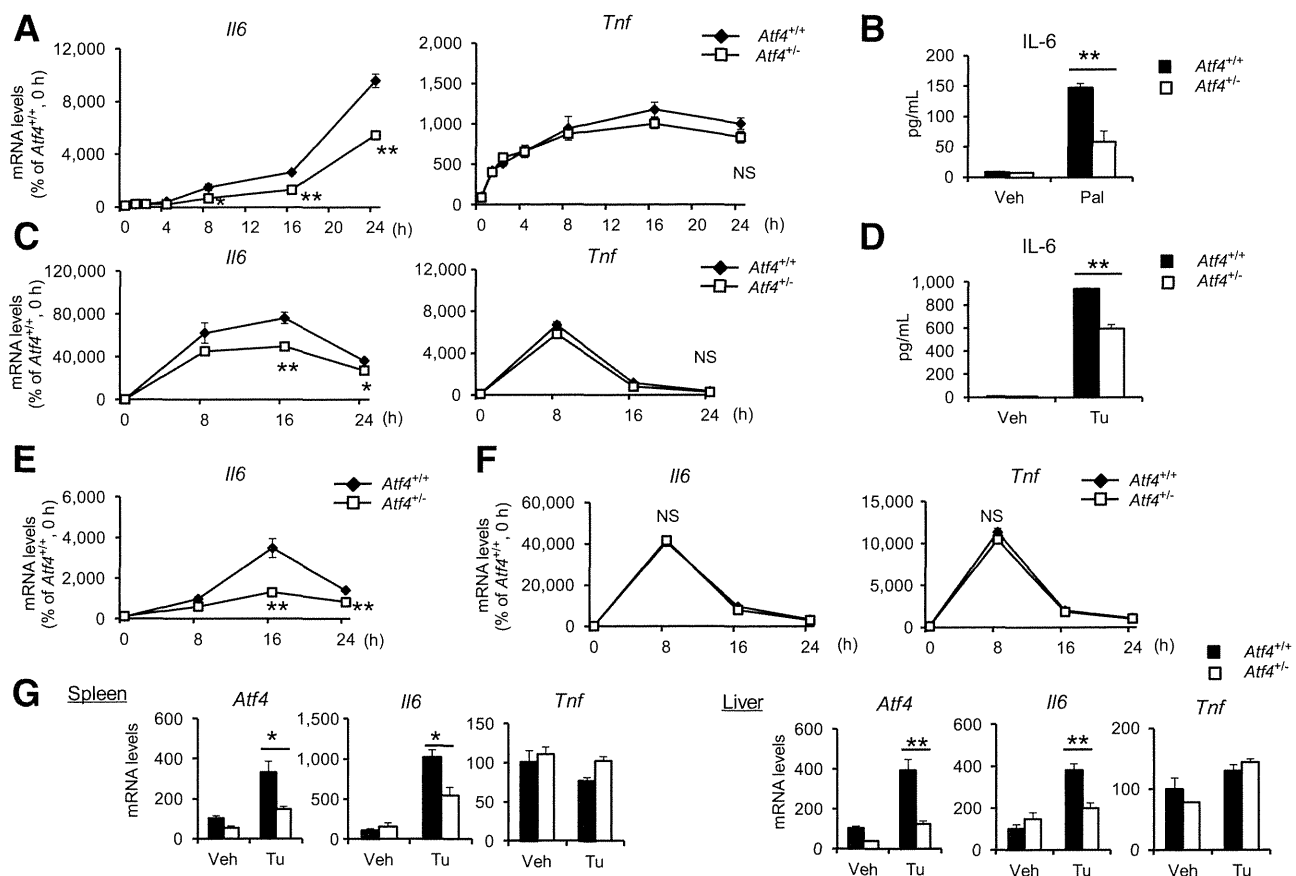 A
Il6
mRNA levels
(% of Atf4+/+, 0 h)
12,000
8,000
4,000
0
*
**
**
0 4 8 12 16 20 24 (h)
Tnf
Atf4+/+
Atf4+/-
2,000
1,500
1,000
500
0
NS
0 4 8 12 16 20 24 (h)
B
IL-6
pg/mL
200
150
100
50
0
**
Atf4+/+
Atf4+/-
Veh Pal
C
Il6
mRNA levels
(% of Atf4+/+, 0 h)
120,000
80,000
40,000
0
**
*
0 8 16 24 (h)
Tnf
Atf4+/+
Atf4+/-
12,000
8,000
4,000
0
NS
0 8 16 24 (h)
D
IL-6
pg/mL
1,000
800
600
400
200
0
**
Atf4+/+
Atf4+/-
Veh Tu
E
Il6
Atf4+/+
Atf4+/-
mRNA levels
(% of Atf4+/+, 0 h)
6,000
4,000
2,000
0
**
**
0 8 16 24 (h)
F
Il6
mRNA levels
(% of Atf4+/+, 0 h)
60,000
40,000
20,000
0
NS
0 8 16 24 (h)
Tnf
Atf4+/+
Atf4+/-
15,000
10,000
5,000
0
NS
0 8 16 24 (h)
Atf4+/+
Atf4+/-
G
Spleen
Atf4
mRNA levels
600
400
200
0
*
Veh Tu
Il6
1,500
1,000
500
0
*
Veh Tu
Tnf
150
100
50
0
Veh Tu
Liver
Atf4
mRNA levels
600
400
200
0
**
Veh Tu
Il6
600
400
200
0
**
Veh Tu
Tnf
200
100
0
Veh Tu